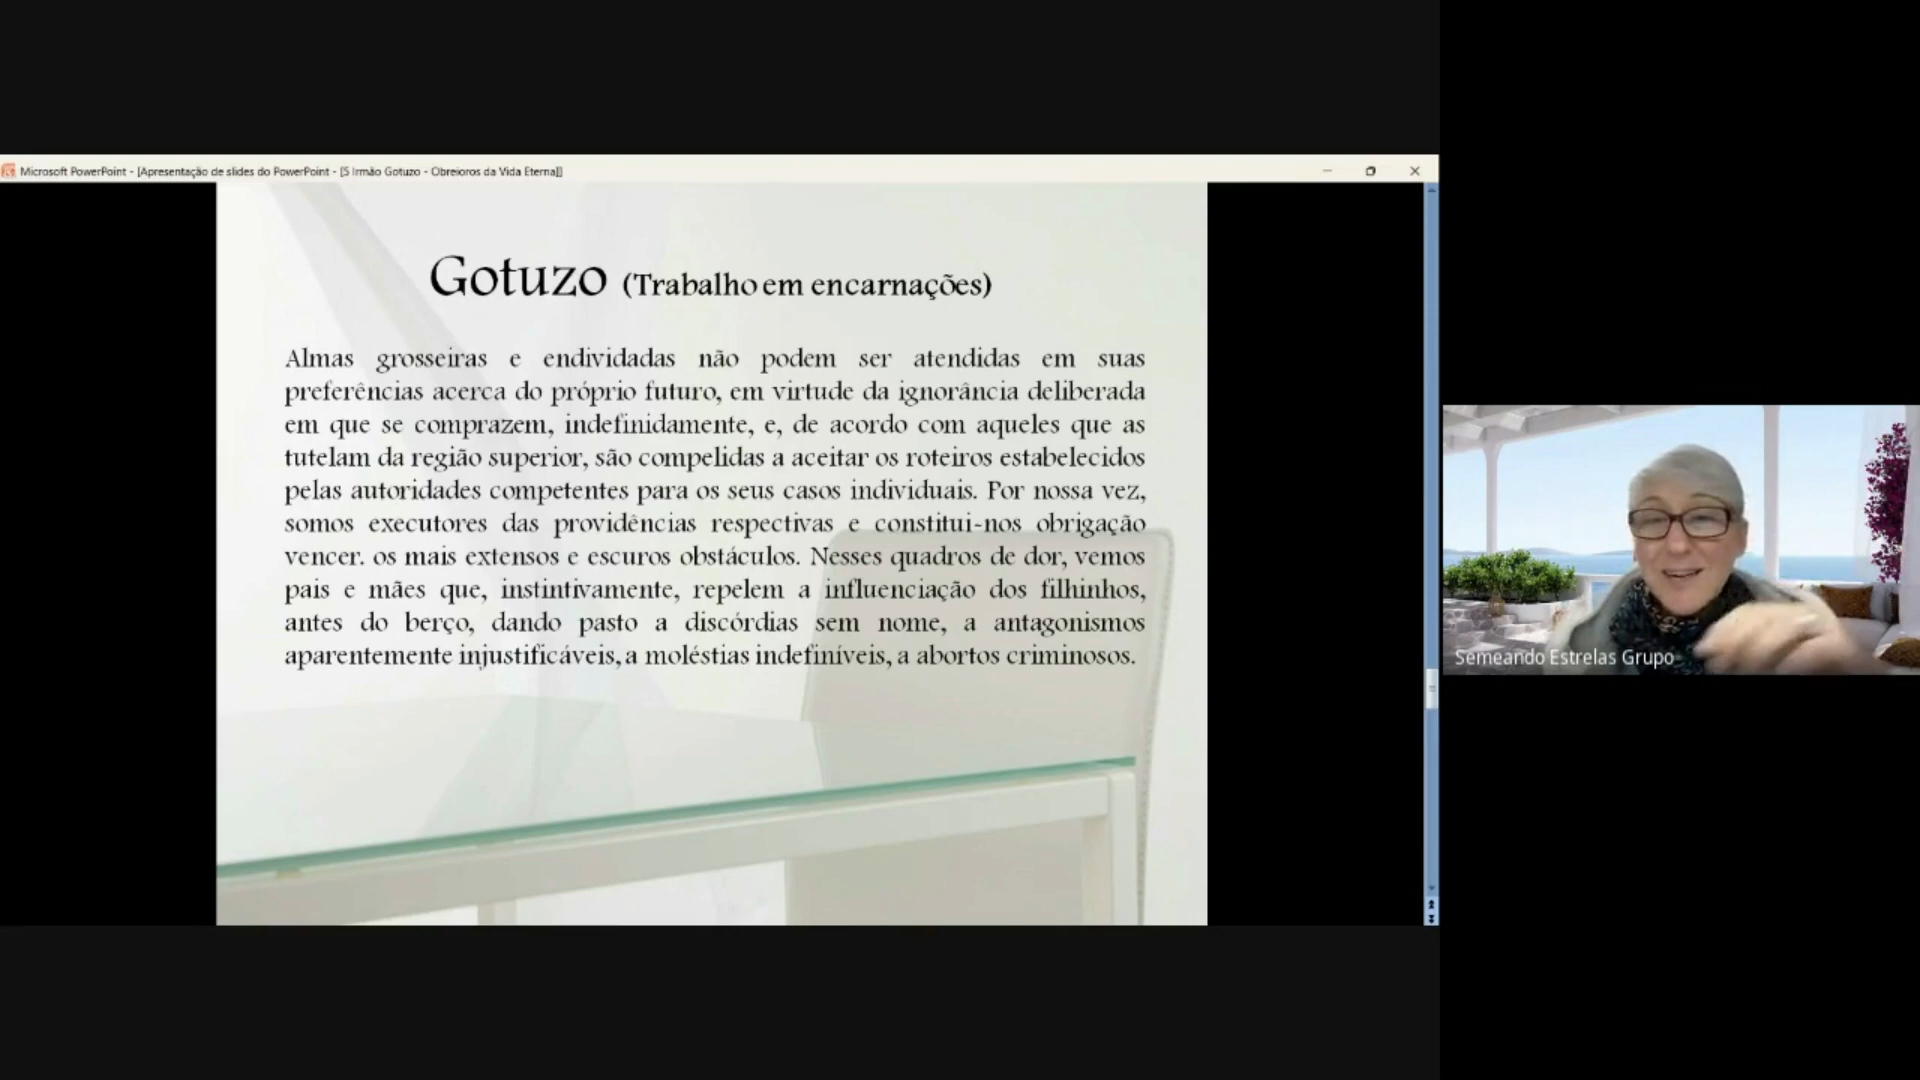 Microsoft PowerPoint - [Apresentação de slides do PowerPoint - [5 Irmão Gotuzo - Obreioros da Vida Eterna]]
Gotuzo (Trabalho em encarnações)
Almas grosseiras e endividadas não podem ser atendidas em suas
preferências acerca do próprio futuro, em virtude da ignorância deliberada
em que se comprazem, indefinidamente, e, de acordo com aqueles que as
tutelam da região superior, são compelidas a aceitar os roteiros estabelecidos
pelas autoridades competentes para os seus casos individuais. Por nossa vez,
somos executores das providências respectivas e constitui-nos obrigação
vencer. os mais extensos e escuros obstáculos. Nesses quadros de dor, vemos
pais e mães que, instintivamente, repelem a influenciação dos filhinhos,
antes do berço, dando pasto a discórdias sem nome, a antagonismos
aparentemente injustificáveis, a moléstias indefiníveis, a abortos criminosos.
Semeando Estrelas Grupo